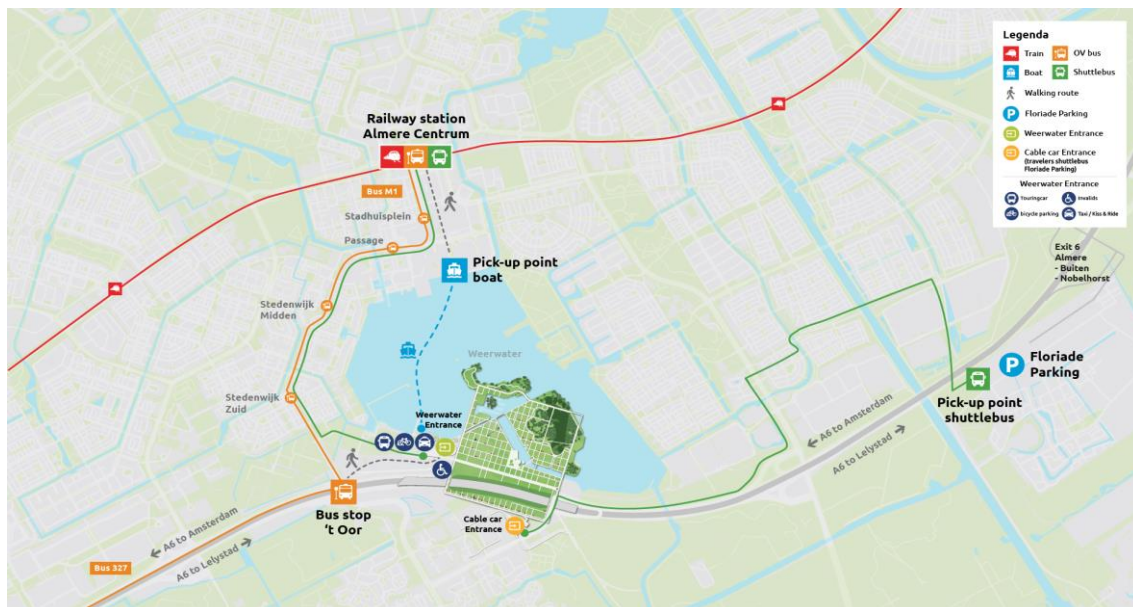 Legenda
Train
OV bus
Boat
Shuttlebus
Walking route
P Floriade Parking
Weerwater Entrance
Cable car Entrance
(travelers shuttlebus
Floriade Parking)
Weerwater Entrance
Touringcar
Invalids
bicycle parking
Taxi / Kiss & Ride
Railway station
Almere Centrum
Bus M1
Stadhuisplein
Passage
Pick-up point
boat
Exit 6
Almere
- Buiten
- Nobelhorst
Stedenwijk
Midden
Weerwater
P
Floriade
Parking
Stedenwijk
Zuid
Pick-up point
shuttlebus
Weerwater
Entrance
A6 to Amsterdam
A6 to Lelystad
Bus stop
't Oor
Cable car
Entrance
A6 to Amsterdam
A6 to Lelystad
Bus 327